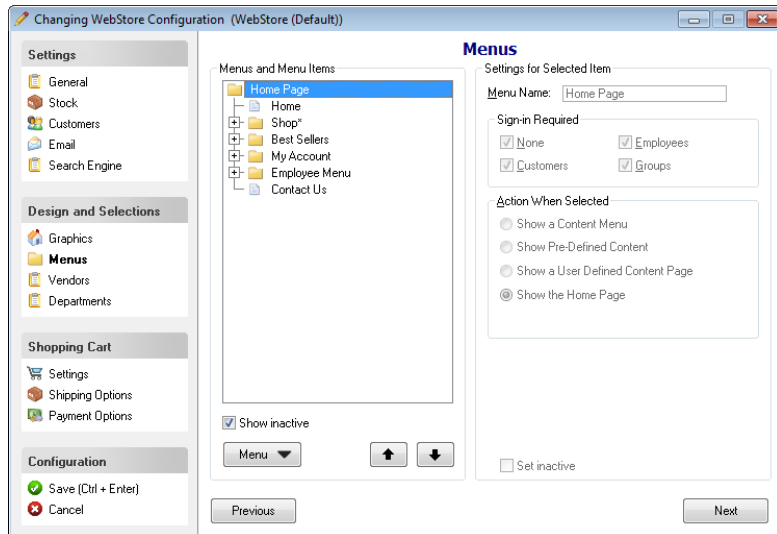 Changing WebStore Configuration (WebStore (Default))
Settings
General
Stock
Customers
Email
Search Engine
Design and Selections
Graphics
Menus
Vendors
Departments
Shopping Cart
Settings
Shipping Options
Payment Options
Configuration
Save (Ctrl + Enter)
Cancel
Menus
Menus and Menu Items
Home Page
Home
Shop*
Best Sellers
My Account
Employee Menu
Contact Us
Show inactive
Menu
Previous
Settings for Selected Item
Menu Name: Home Page
Sign-in Required
None Employees
Customers Groups
Action When Selected
Show a Content Menu
Show Pre-Defined Content
Show a User Defined Content Page
Show the Home Page
Set inactive
Next